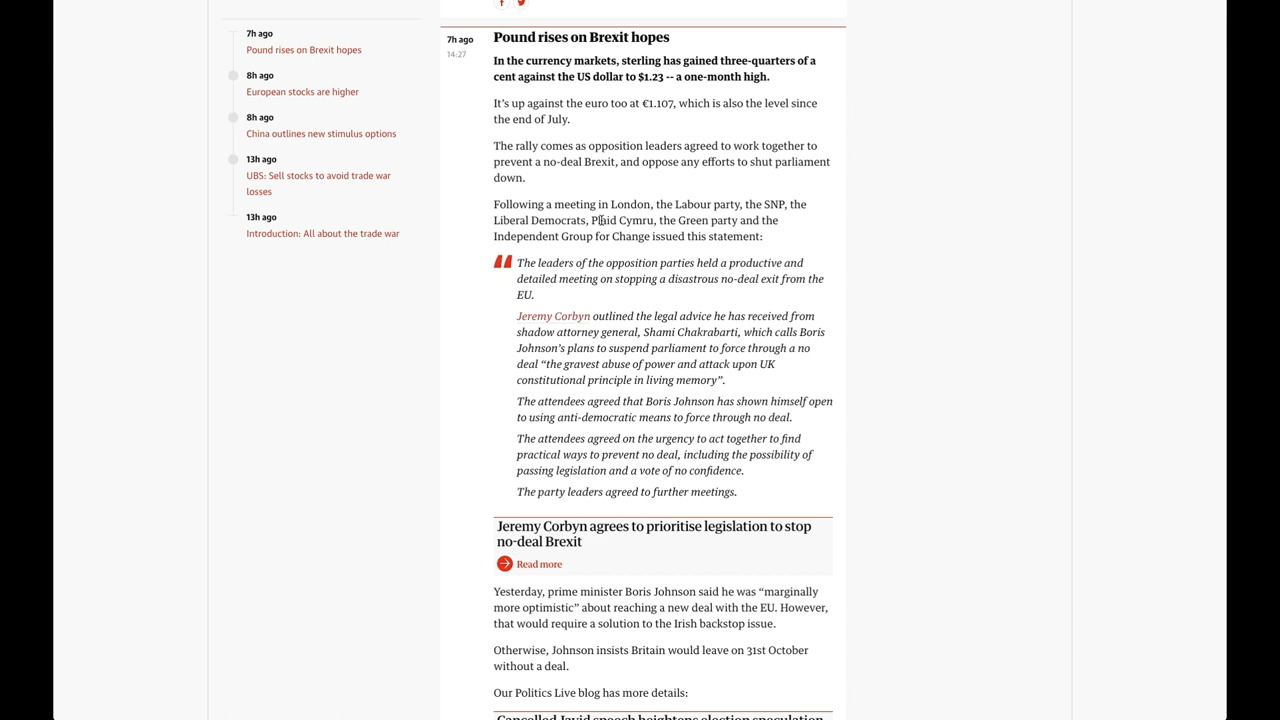 7h ago
Pound rises on Brexit hopes
8h ago
European stocks are higher
8h ago
China outlines new stimulus options
13h ago
UBS: Sell stocks to avoid trade war
losses
13h ago
Introduction: All about the trade war
7h ago
14:27
Pound rises on Brexit hopes
In the currency markets, sterling has gained three-quarters of a
cent against the US dollar to $1.23 -- a one-month high.
It’s up against the euro too at €1.107, which is also the level since
the end of July.
The rally comes as opposition leaders agreed to work together to
prevent a no-deal Brexit, and oppose any efforts to shut parliament
down.
Following a meeting in London, the Labour party, the SNP, the
Liberal Democrats, Plaid Cymru, the Green party and the
Independent Group for Change issued this statement:
The leaders of the opposition parties held a productive and
detailed meeting on stopping a disastrous no-deal exit from the
EU.
Jeremy Corbyn outlined the legal advice he has received from
shadow attorney general, Shami Chakrabarti, which calls Boris
Johnson’s plans to suspend parliament to force through a no
deal “the gravest abuse of power and attack upon UK
constitutional principle in living memory”.
The attendees agreed that Boris Johnson has shown himself open
to using anti-democratic means to force through no deal.
The attendees agreed on the urgency to act together to find
practical ways to prevent no deal, including the possibility of
passing legislation and a vote of no confidence.
The party leaders agreed to further meetings.
Jeremy Corbyn agrees to prioritise legislation to stop
no-deal Brexit
Read more
Yesterday, prime minister Boris Johnson said he was “marginally
more optimistic” about reaching a new deal with the EU. However,
that would require a solution to the Irish backstop issue.
Otherwise, Johnson insists Britain would leave on 31st October
without a deal.
Our Politics Live blog has more details:
Cancelled Javid speech heightens election speculation